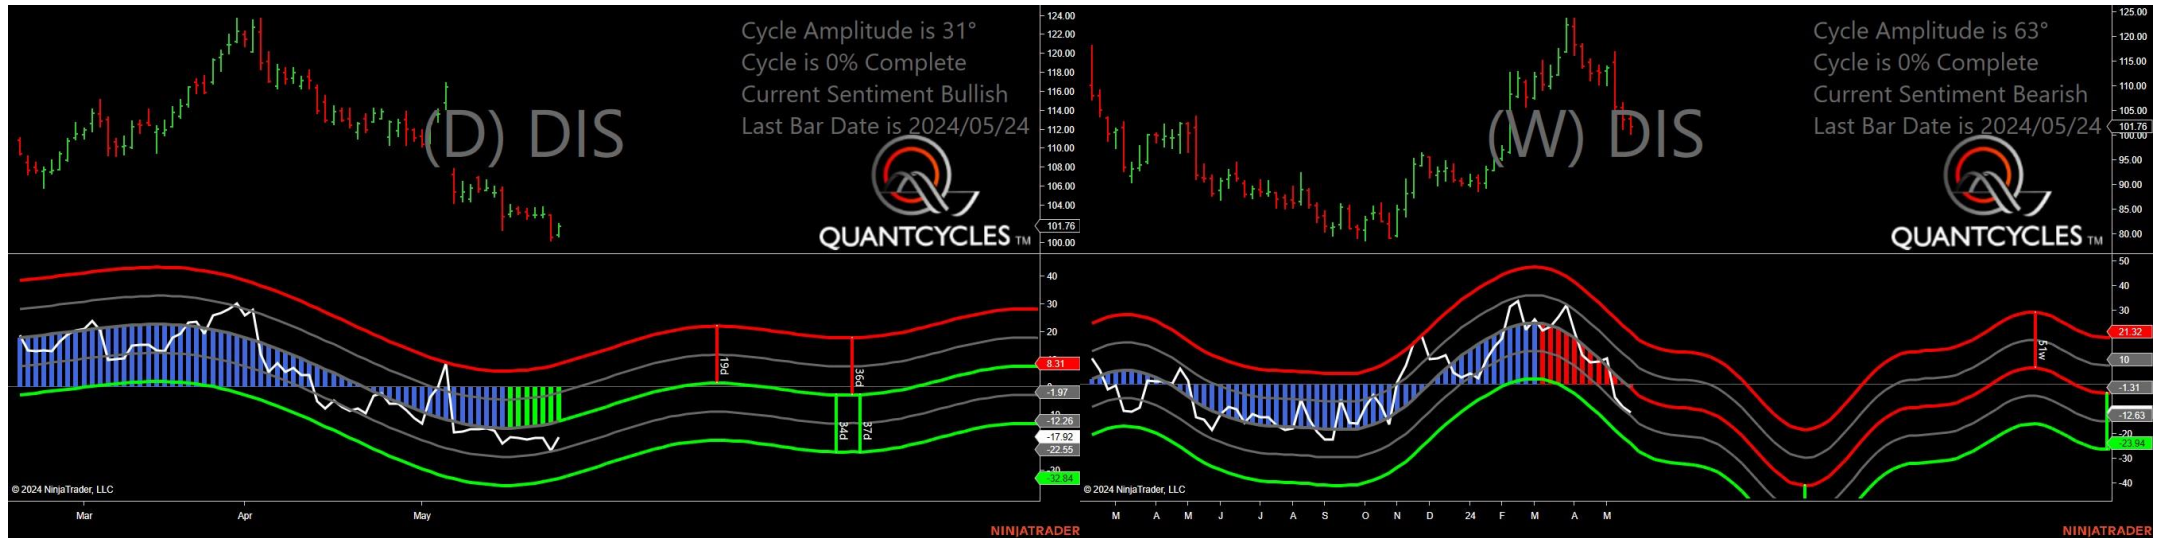 Cycle Amplitude is 31°
Cycle is 0% Complete
Current Sentiment Bullish
Last Bar Date is 2024/05/24
(D) DIS
QUANTCYCLES TM
124.00
122.00
120.00
118.00
116.00
114.00
112.00
110.00
108.00
106.00
104.00
101.76
100.00
40
30
20
8.31
-1.97
-12.26
-17.92
-22.55
-32.84
19d
36d
34d
37d
© 2024 NinjaTrader, LLC
Mar Apr May
NINJATRADER
Cycle Amplitude is 63°
Cycle is 0% Complete
Current Sentiment Bearish
Last Bar Date is 2024/05/24
(W) DIS
QUANTCYCLES TM
125.00
120.00
115.00
110.00
105.00
101.76
100.00
95.00
90.00
85.00
80.00
50
40
30
21.32
10
-1.31
-12.63
-20
-23.94
-30
-40
51w
© 2024 NinjaTrader, LLC
M A M J J A S O N D 24 F M A M
NINJATRADER